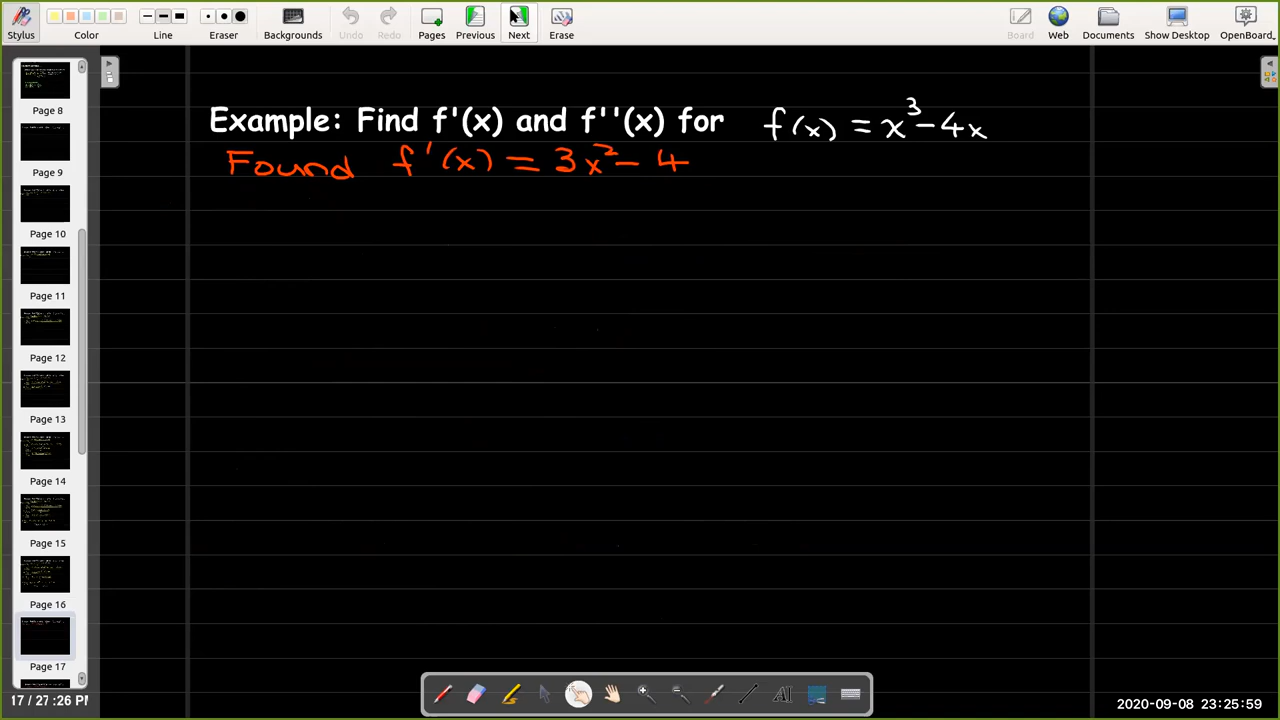 Stylus
Color
Line
Eraser
Backgrounds
Undo
Redo
Pages
Previous
Next
Erase
Board
Web
Documents
Show Desktop
OpenBoard
Page 8
Page 9
Page 10
Page 11
Page 12
Page 13
Page 14
Page 15
Page 16
Page 17
Example: Find f'(x) and f''(x) for f(x) = x³-4x
Found f'(x) = 3x²- 4
17 / 27:26 PM
2020-09-08 23:25:59